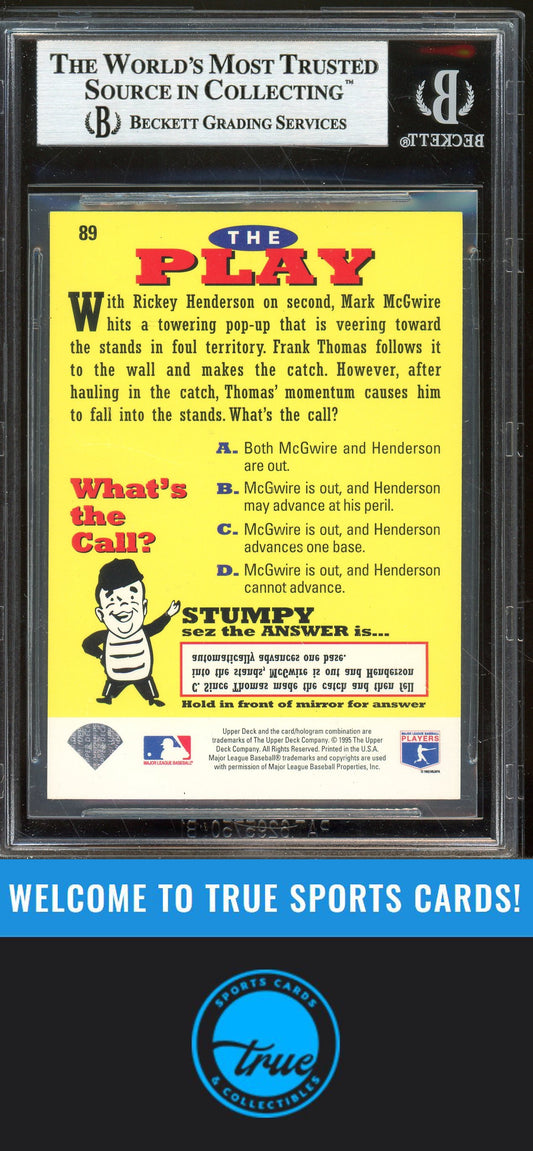 THE WORLD'S MOST TRUSTED
SOURCE IN COLLECTING™
BECKETT GRADING SERVICES
B
BECKETT®
89
THE
PLAY
With Rickey Henderson on second, Mark McGwire
hits a towering pop-up that is veering toward
the stands in foul territory. Frank Thomas follows it
to the wall and makes the catch. However, after
hauling in the catch, Thomas' momentum causes him
to fall into the stands. What's the call?
What's
the
Call?
A. Both McGwire and Henderson
are out.
B. McGwire is out, and Henderson
may advance at his peril.
C. McGwire is out, and Henderson
advances one base.
D. McGwire is out, and Henderson
cannot advance.
STUMPY
sez the ANSWER is...
C. Since Thomas made the catch and then fell
into the stands, McGwire is out and Henderson
automatically advances one base.
Hold in front of mirror for answer
MAJOR LEAGUE BASEBALL
Upper Deck and the card/hologram combination are
trademarks of The Upper Deck Company. © 1995 The Upper
Deck Company. All Rights Reserved. Printed in the U.S.A.
Major League Baseball® trademarks and copyrights are used
with permission of Major League Baseball Properties, Inc.
MAJOR LEAGUE BASEBALL
PLAYERS
WELCOME TO TRUE SPORTS CARDS!
SPORTS CARDS
true
& COLLECTIBLES